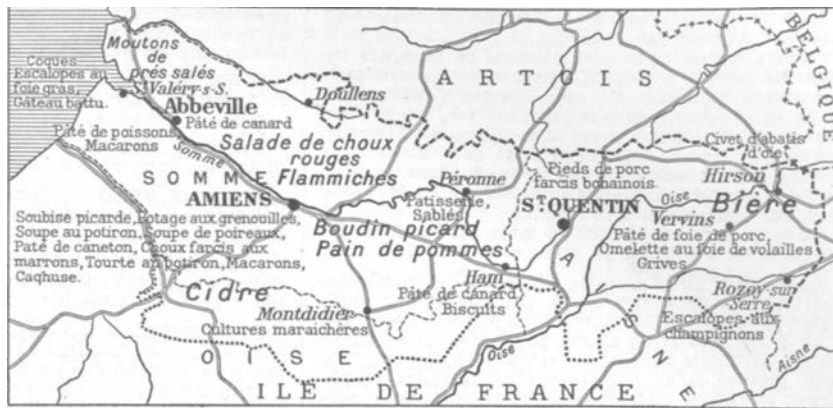 BELGIQUE
Coques
Escalopes au
foie gras,
Gâteau battu.
Moutons
de
prés salés
St Valéry-s-S.
Abbeville
Pâté de canard
Doullens
ARTOIS
Pâté de poissons
Macarons
Somme
Salade de choux
rouges
Flammiches
SOMME
AMIENS
Soubise picarde, Potage aux grenouilles,
Soupe au potiron, Soupe de poireaux,
Paté de caneton, Choux farcis aux
marrons, Tourte au potiron, Macarons,
Caqhuse.
Boudin picard
Pain de pommes
Péronne
Patisserie,
Sablés
Pieds de porc
farcis bohainois.
ST QUENTIN
Civet d'abatis
d'oie
Hirson
Oise
Bière
Vervins
Pâté de foie de porc,
Omelette au foie de volailles
Grives
Ham
Pâté de canard
Biscuits
AISNE
Rozoy-sur
Serre
Escalopes aux
champignons
Cidre
Montdidier
Cultures maraichères
OISE
Oise
Aisne
ILE DE FRANCE